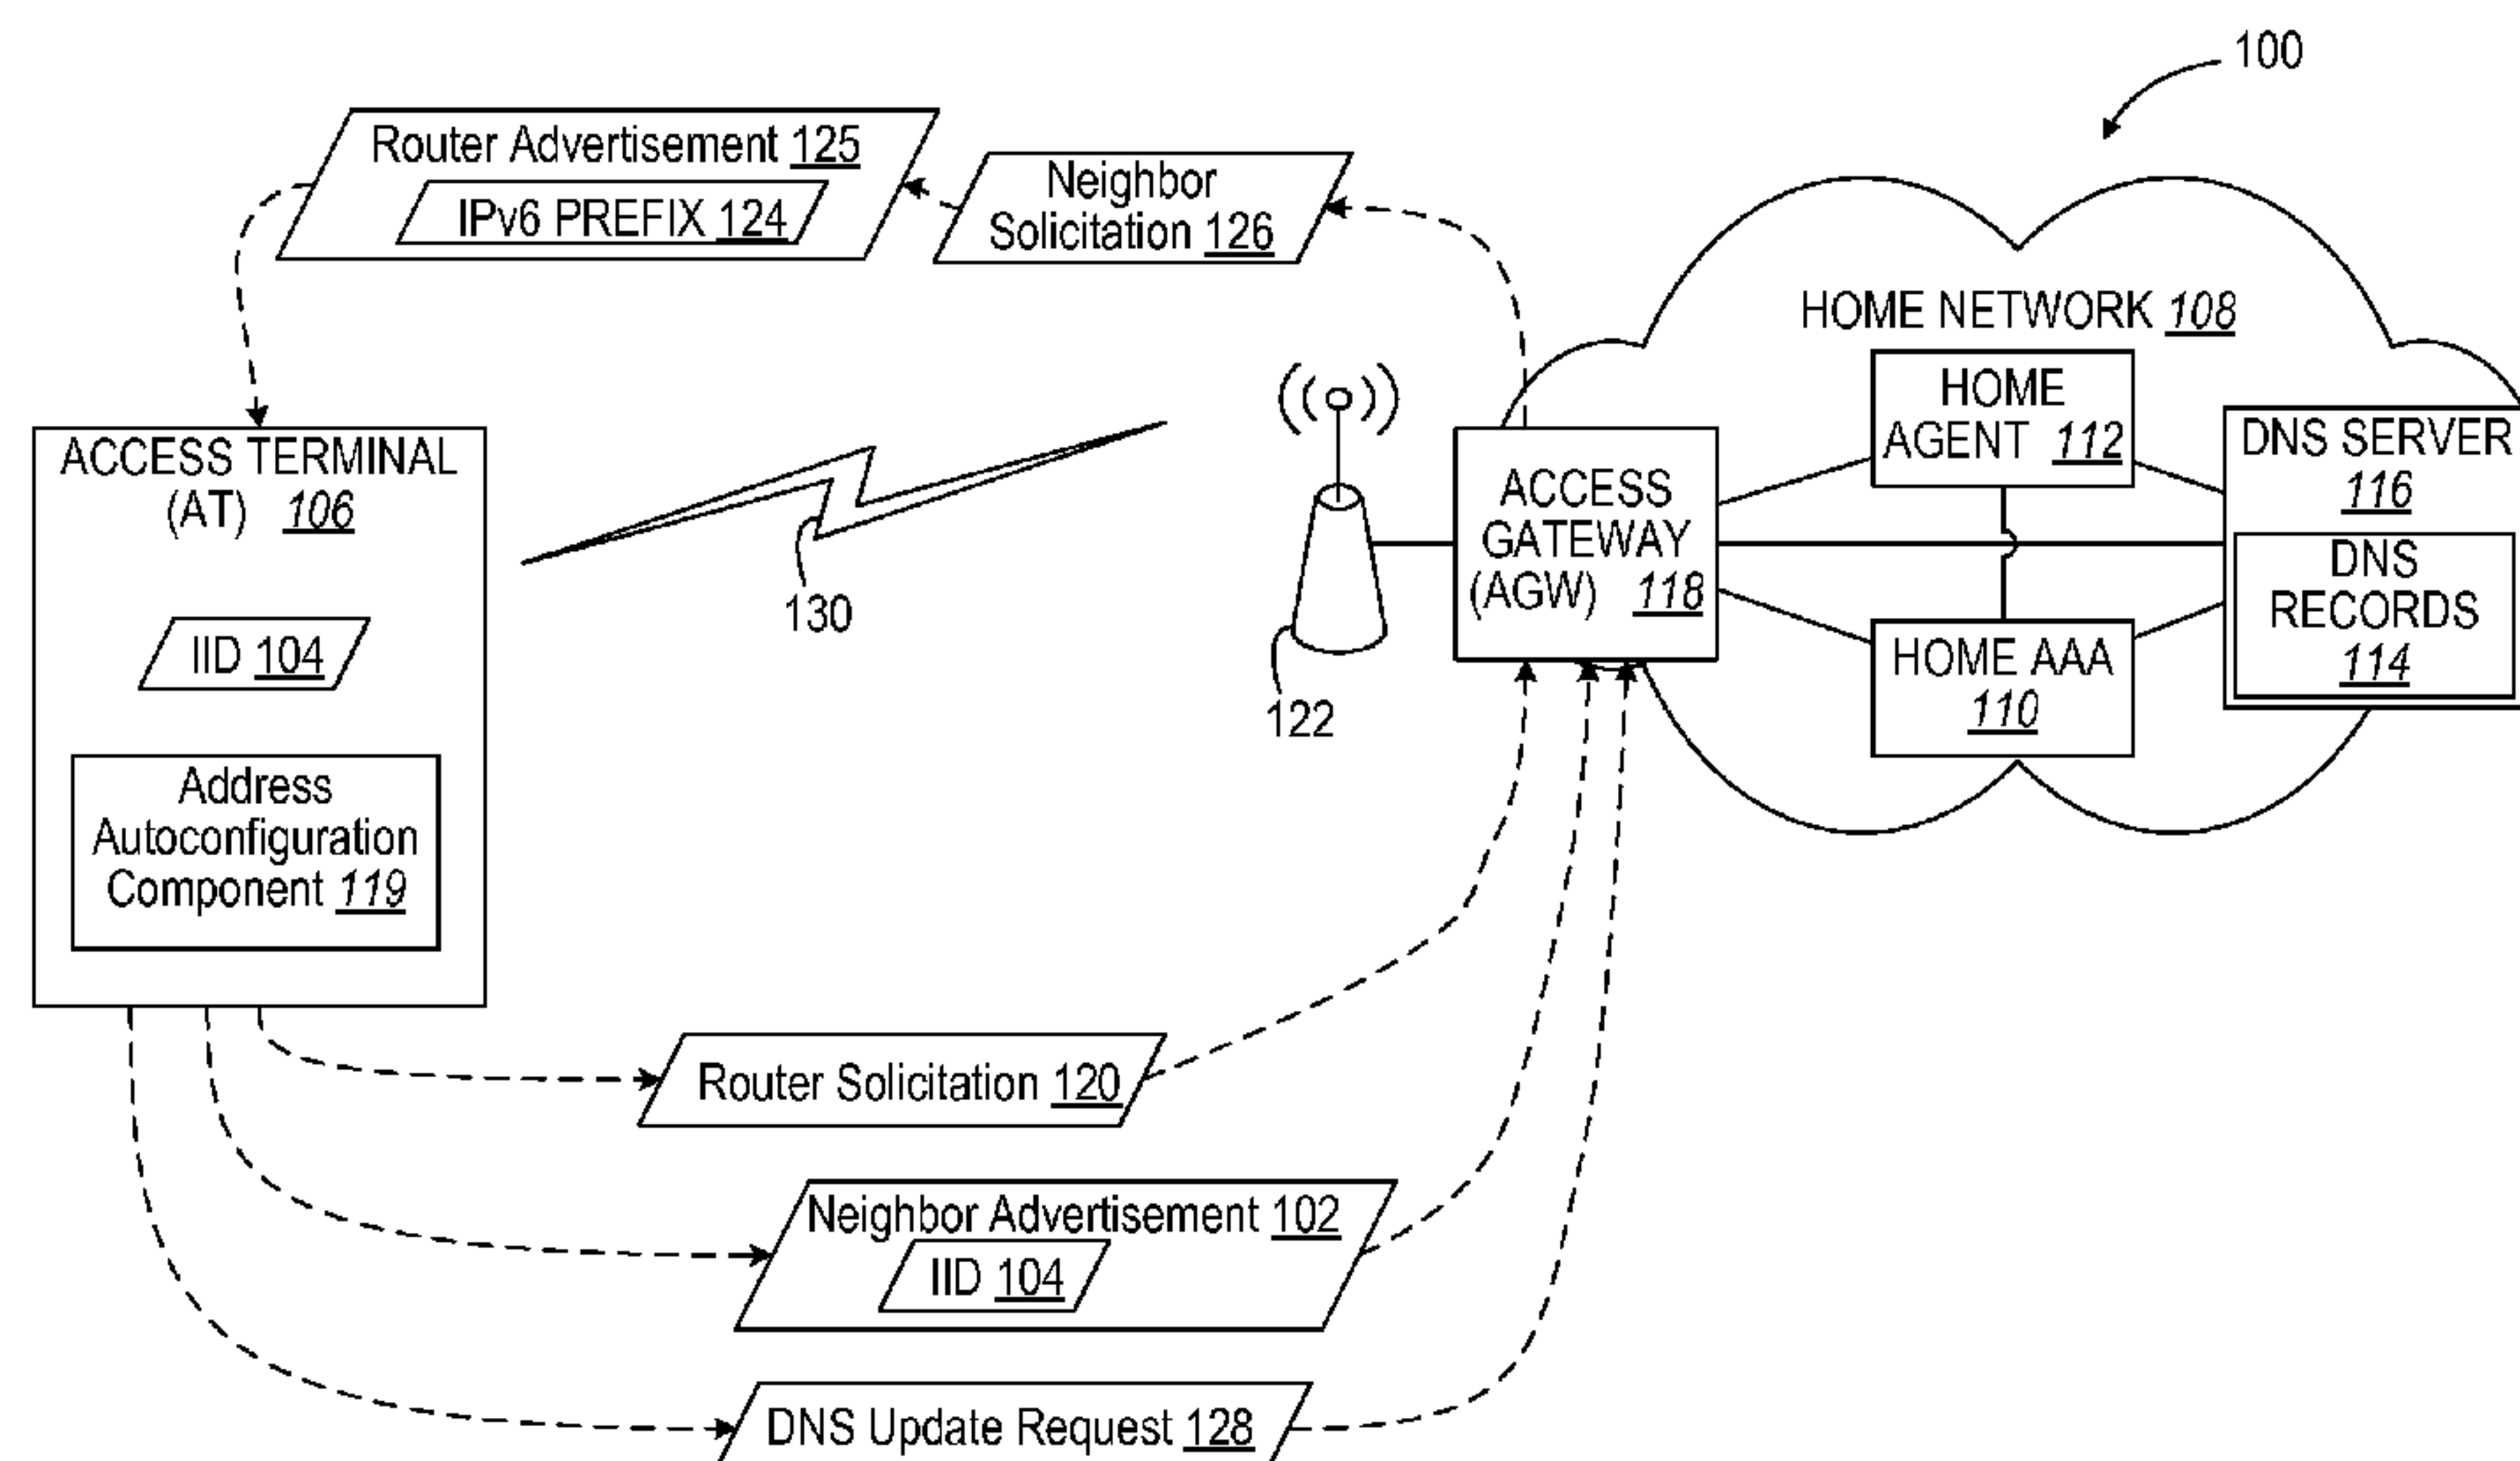 100
Router Advertisement 125
IPv6 PREFIX 124
Neighbor
Solicitation 126
HOME NETWORK 108
HOME
AGENT 112
DNS SERVER
116
DNS
RECORDS
114
ACCESS
GATEWAY
(AGW) 118
HOME AAA
110
122
130
ACCESS TERMINAL
(AT) 106
IID 104
Address
Autoconfiguration
Component 119
Router Solicitation 120
Neighbor Advertisement 102
IID 104
DNS Update Request 128